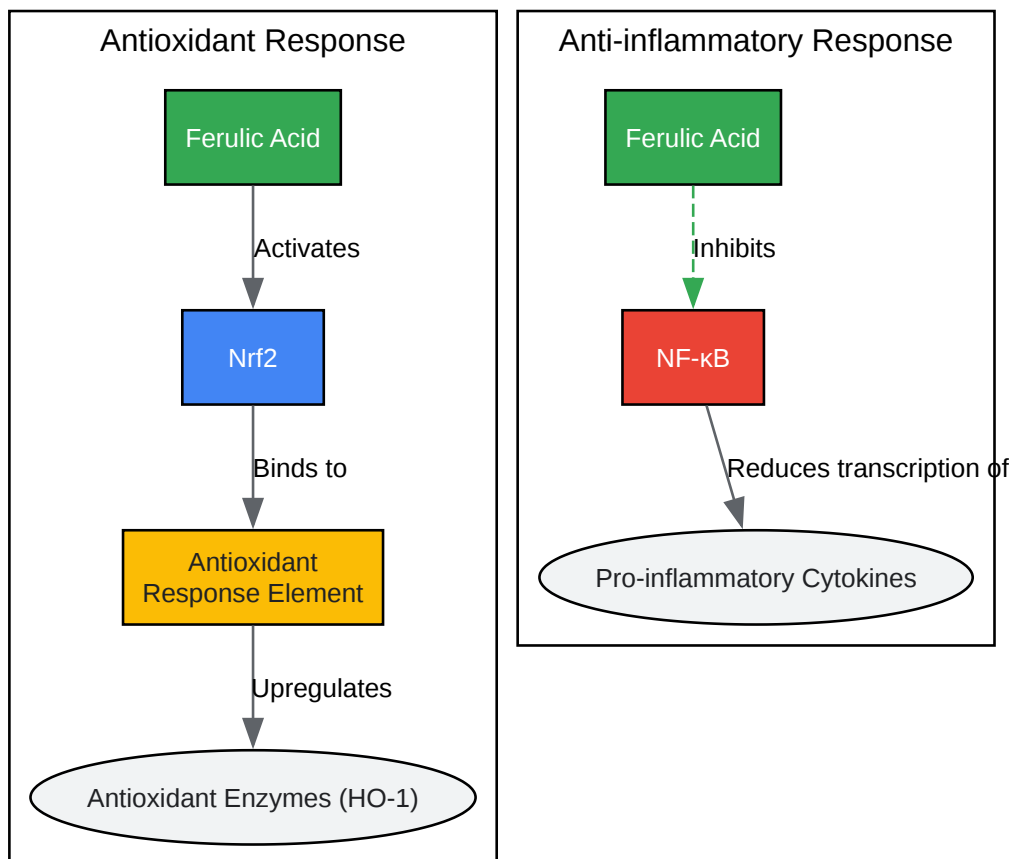 Antioxidant Response
Ferulic Acid
Activates
Nrf2
Binds to
Antioxidant
Response Element
Upregulates
Antioxidant Enzymes (HO-1)
Anti-inflammatory Response
Ferulic Acid
Inhibits
NF-κB
Reduces transcription of
Pro-inflammatory Cytokines